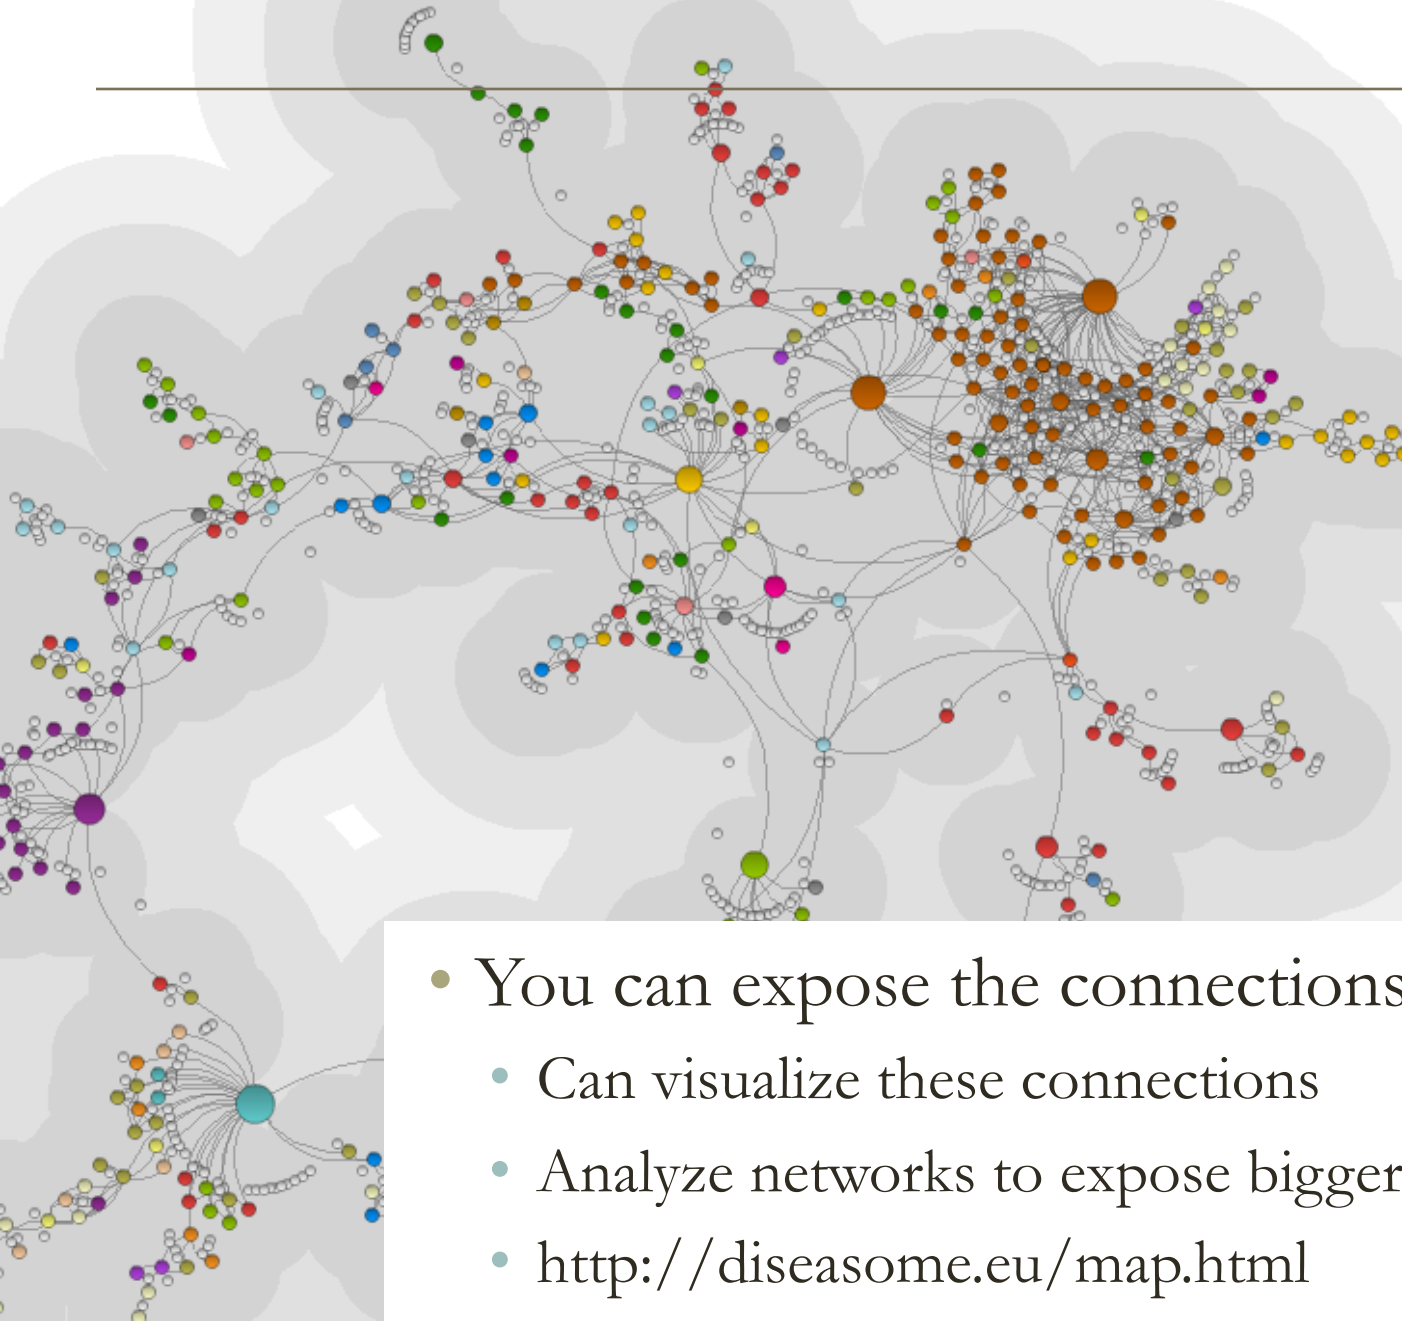 You can expose the connections
Can visualize these connections
Analyze networks to expose bigger
http://diseasome.eu/map.html